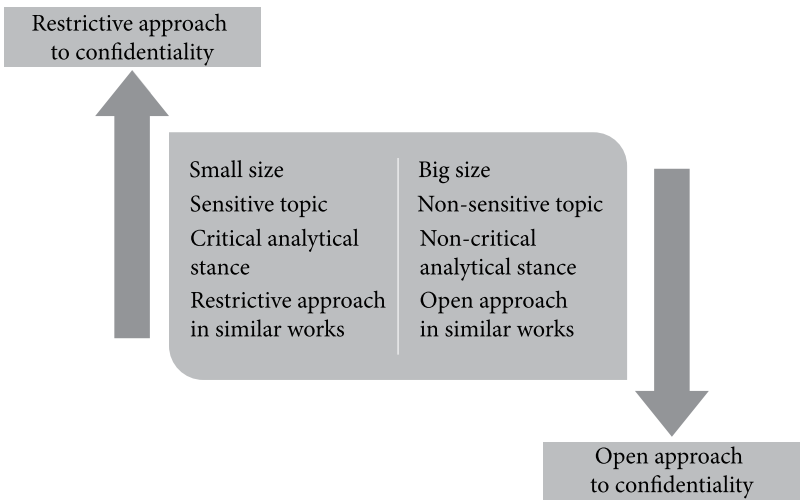 Restrictive approach
to confidentiality
Small size
Sensitive topic
Critical analytical
stance
Restrictive approach
in similar works
Big size
Non-sensitive topic
Non-critical
analytical stance
Open approach
in similar works
Open approach
to confidentiality